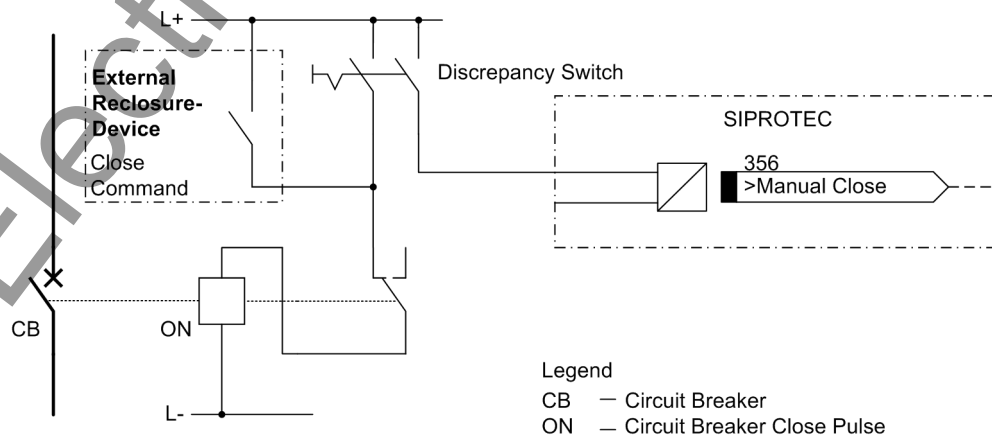 L+
External
Reclosure-
Device
Close
Command
Discrepancy Switch
SIPROTEC
356
>Manual Close
CB
ON
L-
Legend
CB — Circuit Breaker
ON — Circuit Breaker Close Pulse
Electri